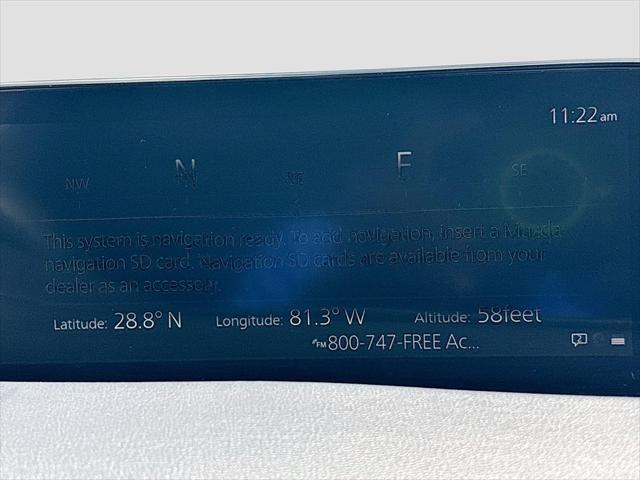 11:22 am
NW N NE E SE
This system is navigation ready. To add navigation, insert a Mazda
navigation SD card. Navigation SD cards are available from your
dealer as an accessory.
Latitude: 28.8° N Longitude: 81.3° W Altitude: 58feet
FM 800-747-FREE Ac...